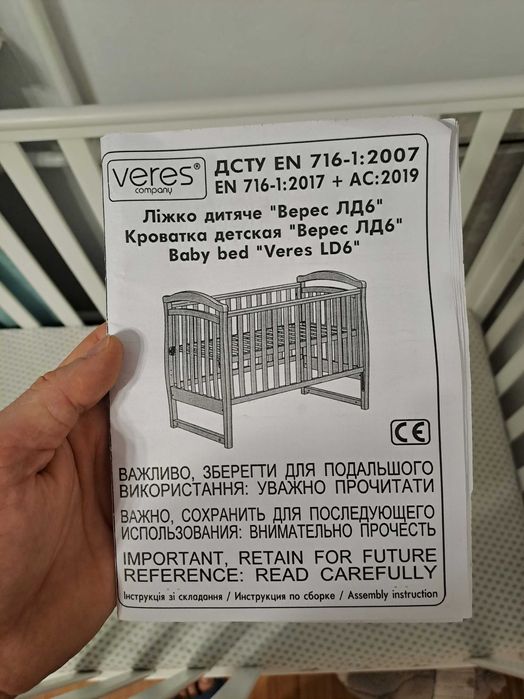 veres®
company
ДСТУ EN 716-1:2007
EN 716-1:2017 + AC:2019
Ліжко дитяче "Верес ЛД6"
Кроватка детская "Верес ЛД6"
Baby bed "Veres LD6"
CE
ВАЖЛИВО, ЗБЕРЕГТИ ДЛЯ ПОДАЛЬШОГО
ВИКОРИСТАННЯ: УВАЖНО ПРОЧИТАТИ
ВАЖНО, СОХРАНИТЬ ДЛЯ ПОСЛЕДУЮЩЕГО
ИСПОЛЬЗОВАНИЯ: ВНИМАТЕЛЬНО ПРОЧЕСТЬ
IMPORTANT, RETAIN FOR FUTURE
REFERENCE: READ CAREFULLY
Інструкція зі складання / Инструкция по сборке / Assembly instruction